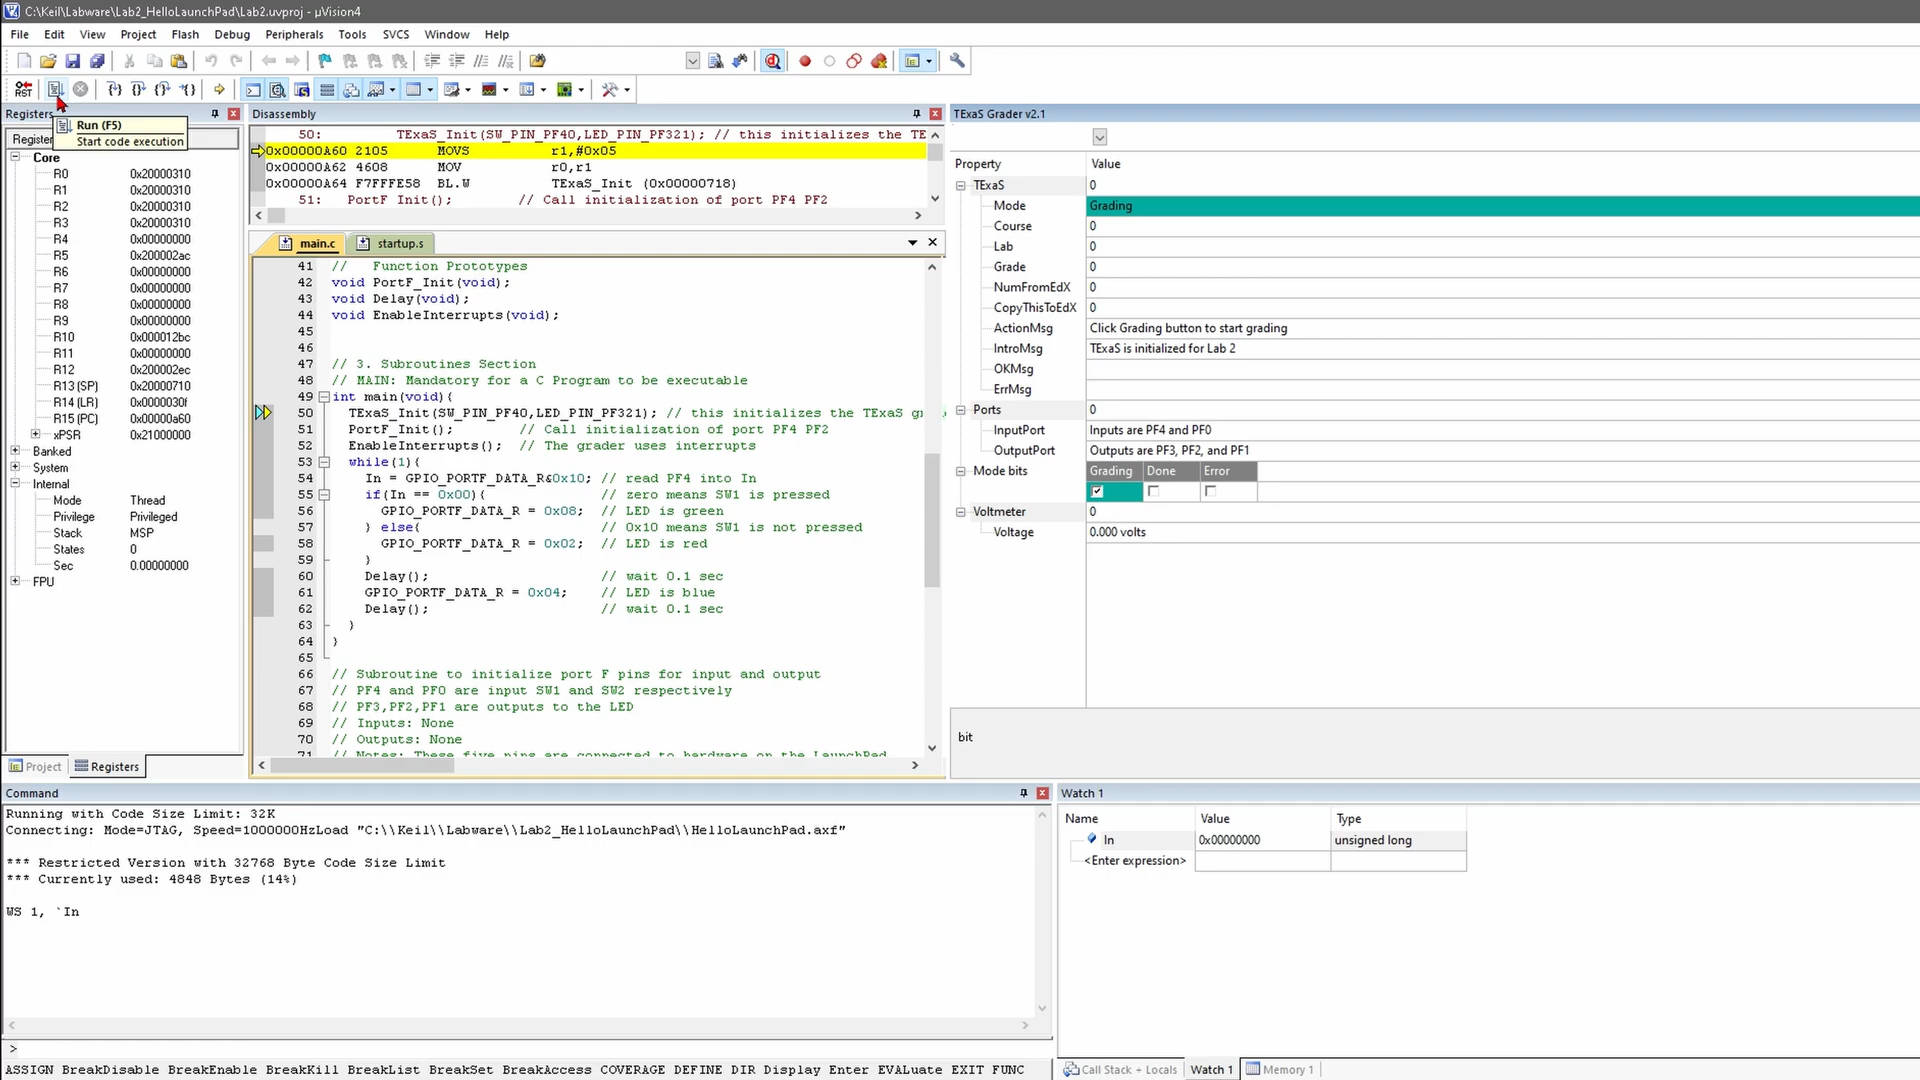 C:\Keil\Labware\Lab2_HelloLaunchPad\Lab2.uvproj - µVision4
File Edit View Project Flash Debug Peripherals Tools SVCS Window Help
RST
Registers
Run (F5)
Start code execution
Register
Core
R0 0x20000310
R1 0x20000310
R2 0x20000310
R3 0x20000310
R4 0x00000000
R5 0x200002ac
R6 0x00000000
R7 0x00000000
R8 0x00000000
R9 0x00000000
R10 0x000012bc
R11 0x00000000
R12 0x200002ec
R13 (SP) 0x20000710
R14 (LR) 0x0000030f
R15 (PC) 0x00000a60
xPSR 0x21000000
Banked
System
Internal
Mode Thread
Privilege Privileged
Stack MSP
States 0
Sec 0.00000000
FPU
Project Registers
Disassembly
50: TExaS_Init(SW_PIN_PF40,LED_PIN_PF321); // this initializes the TE
0x00000A60 2105 MOVS r1,#0x05
0x00000A62 4608 MOV r0,r1
0x00000A64 F7FFFE58 BL.W TExaS_Init (0x00000718)
51: PortF_Init(); // Call initialization of port PF4 PF2
main.c startup.s
41 // Function Prototypes
42 void PortF_Init(void);
43 void Delay(void);
44 void EnableInterrupts(void);
45
46
47 // 3. Subroutines Section
48 // MAIN: Mandatory for a C Program to be executable
49 int main(void){
50 TExaS_Init(SW_PIN_PF40,LED_PIN_PF321); // this initializes the TExaS gr
51 PortF_Init(); // Call initialization of port PF4 PF2
52 EnableInterrupts(); // The grader uses interrupts
53 while(1){
54 In = GPIO_PORTF_DATA_R&0x10; // read PF4 into In
55 if(In == 0x00){ // zero means SW1 is pressed
56 GPIO_PORTF_DATA_R = 0x08; // LED is green
57 } else{ // 0x10 means SW1 is not pressed
58 GPIO_PORTF_DATA_R = 0x02; // LED is red
59 }
60 Delay(); // wait 0.1 sec
61 GPIO_PORTF_DATA_R = 0x04; // LED is blue
62 Delay(); // wait 0.1 sec
63 }
64 }
65
66 // Subroutine to initialize port F pins for input and output
67 // PF4 and PF0 are input SW1 and SW2 respectively
68 // PF3,PF2,PF1 are outputs to the LED
69 // Inputs: None
70 // Outputs: None
71 // Notes: These five pins are connected to hardware on the LaunchPad
TExaS Grader v2.1
Property Value
TExaS 0
Mode Grading
Course 0
Lab 0
Grade 0
NumFromEdX 0
CopyThisToEdX 0
ActionMsg Click Grading button to start grading
IntroMsg TExaS is initialized for Lab 2
OKMsg
ErrMsg
Ports 0
InputPort Inputs are PF4 and PF0
OutputPort Outputs are PF3, PF2, and PF1
Mode bits Grading Done Error
Voltmeter 0
Voltage 0.000 volts
bit
Command
Running with Code Size Limit: 32K
Connecting: Mode=JTAG, Speed=1000000HzLoad "C:\\Keil\\Labware\\Lab2_HelloLaunchPad\\HelloLaunchPad.axf"
*** Restricted Version with 32768 Byte Code Size Limit
*** Currently used: 4848 Bytes (14%)
WS 1, `In
>
ASSIGN BreakDisable BreakEnable BreakKill BreakList BreakSet BreakAccess COVERAGE DEFINE DIR Display Enter EVALuate EXIT FUNC
Watch 1
Name Value Type
In 0x00000000 unsigned long
<Enter expression>
Call Stack + Locals Watch 1 Memory 1